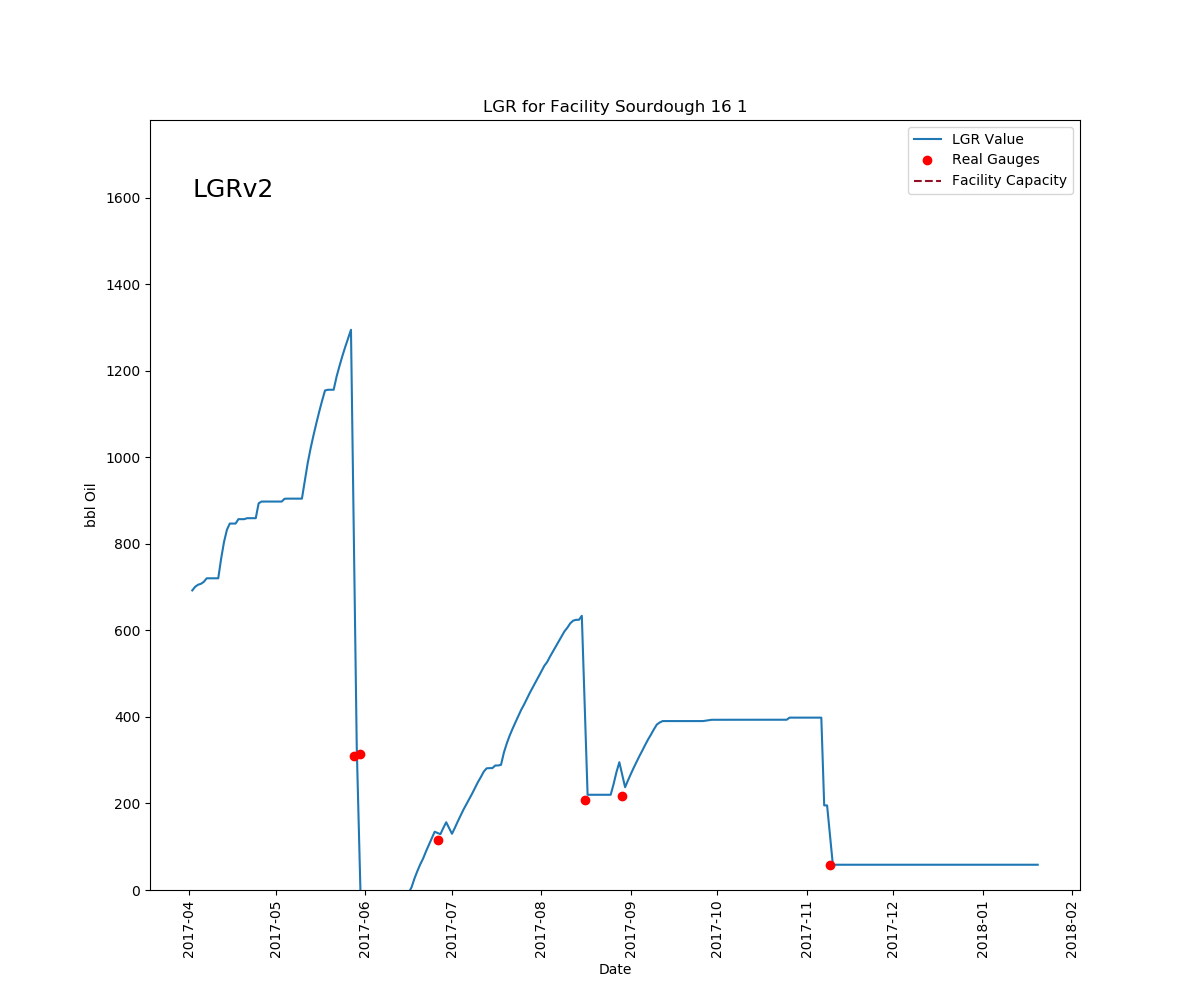 LGR for Facility Sourdough 16 1
LGRv2
LGR Value
Real Gauges
Facility Capacity
1600
1400
1200
1000
800
600
400
200
0
bbl Oil
2017-04
2017-05
2017-06
2017-07
2017-08
2017-09
2017-10
2017-11
2017-12
2018-01
2018-02
Date